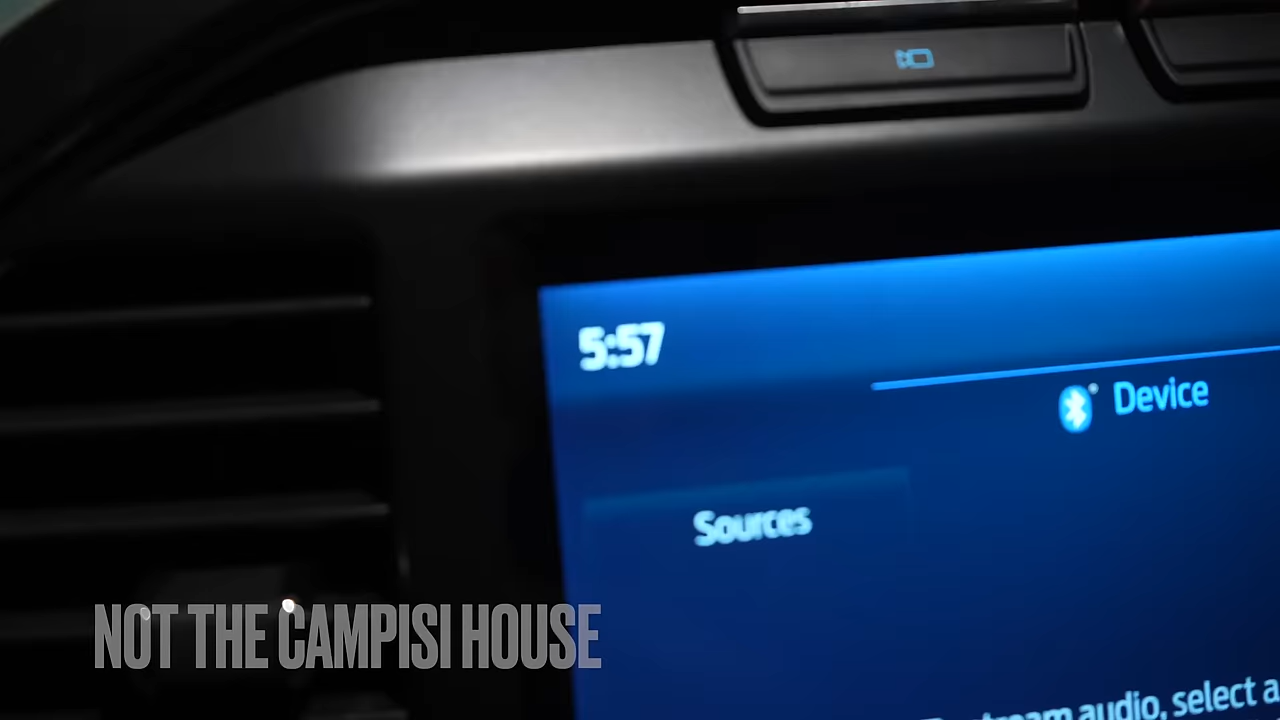 5:57
Device
Sources
stream audio, select a
NOT THE CAMPISI HOUSE